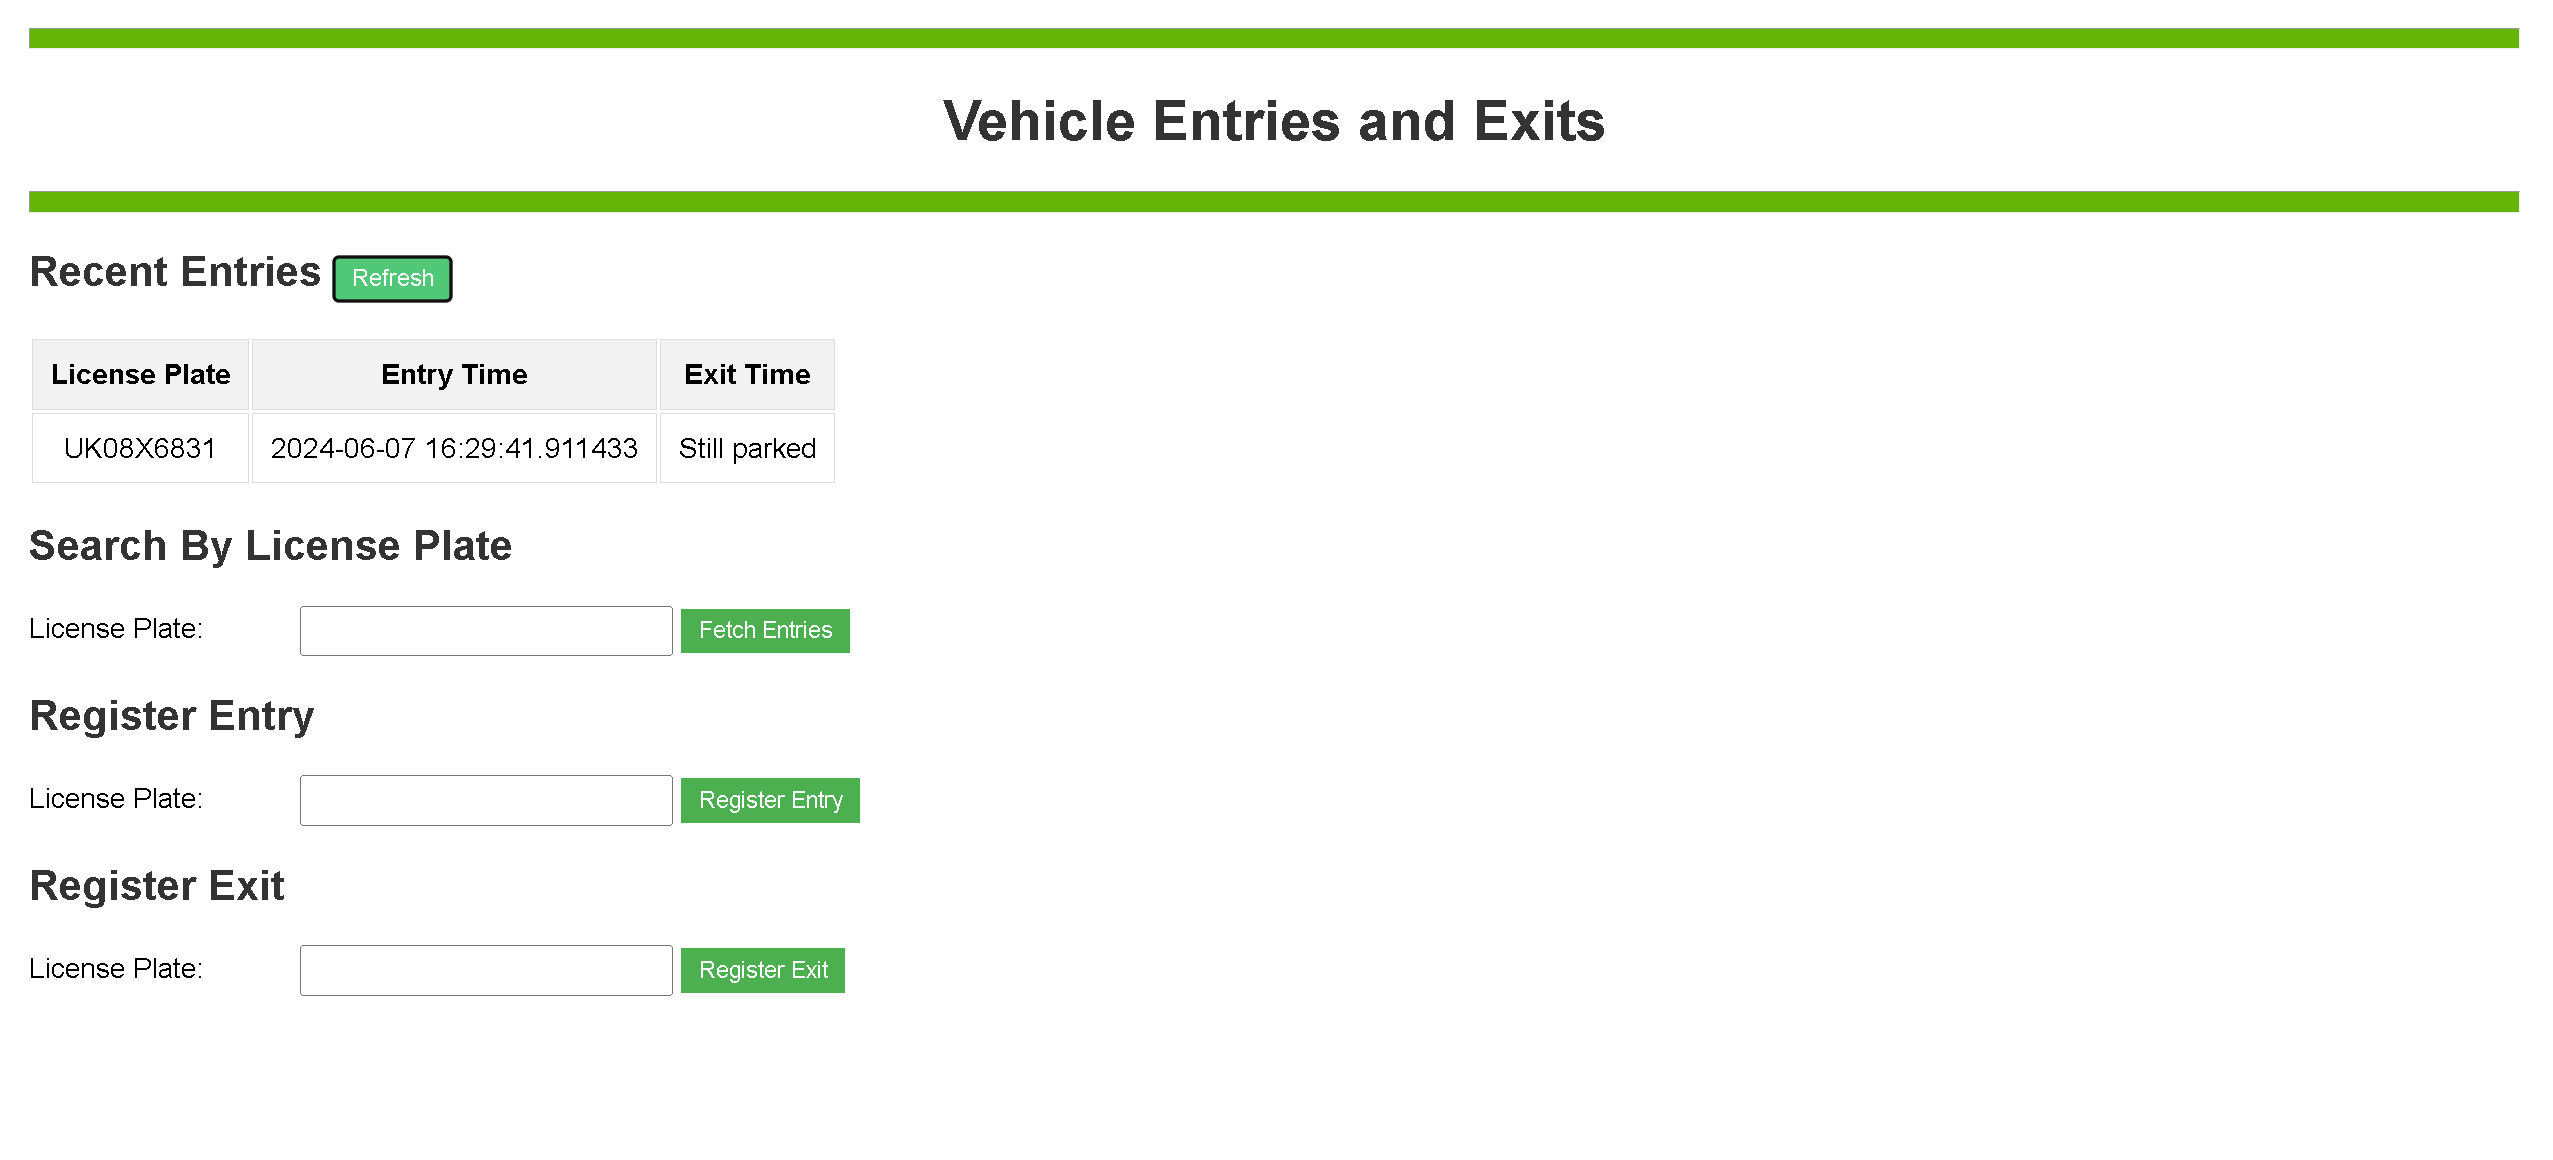 Vehicle Entries and Exits
Recent Entries Refresh
License Plate Entry Time Exit Time
UK08X6831 2024-06-07 16:29:41.911433 Still parked
Search By License Plate
License Plate: Fetch Entries
Register Entry
License Plate: Register Entry
Register Exit
License Plate: Register Exit